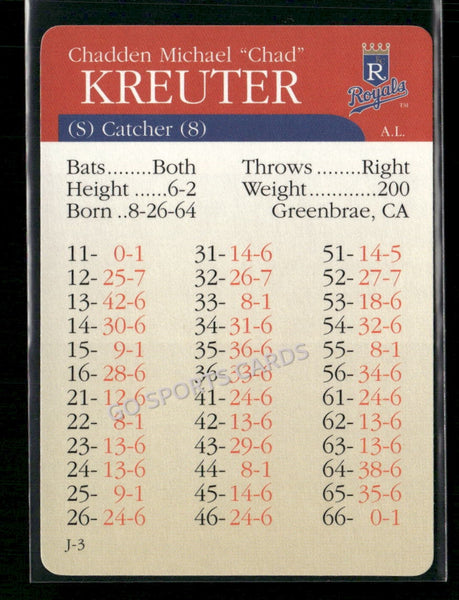 Chadden Michael "Chad"
KREUTER
R
Royals
TM
(S) Catcher (8)
A.L.
Bats........Both Throws........Right
Height ......6-2 Weight............200
Born ..8-26-64 Greenbrae, CA
11- 0-1 31-14-6 51-14-5
12-25-7 32-26-7 52-27-7
13-42-6 33- 8-1 53-18-6
14-30-6 34-31-6 54-32-6
15- 9-1 35-36-6 55- 8-1
16-28-6 36-33-6 56-34-6
21-12-6 41-24-6 61-24-6
22- 8-1 42-13-6 62-13-6
23-13-6 43-29-6 63-13-6
24-13-6 44- 8-1 64-38-6
25- 9-1 45-14-6 65-35-6
26-24-6 46-24-6 66- 0-1
J-3
GO SPORTS CARDS